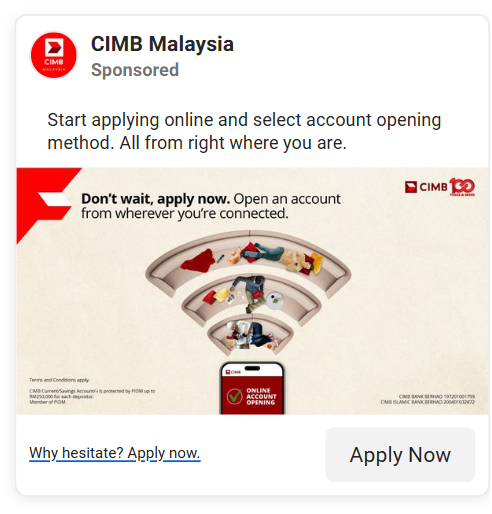 CIMB
MALAYSIA
CIMB Malaysia
Sponsored
Start applying online and select account opening
method. All from right where you are.
Don't wait, apply now. Open an account
from wherever you're connected.
CIMB 100
YEARS & MORE
CIMB
ONLINE
ACCOUNT
OPENING
Terms and Conditions apply.
CIMB Current/Savings Account/-i is protected by PIDM up to
RM250,000 for each depositor.
Member of PIDM.
CIMB BANK BERHAD 197201001799
CIMB ISLAMIC BANK BERHAD 200401032872
Why hesitate? Apply now.
Apply Now